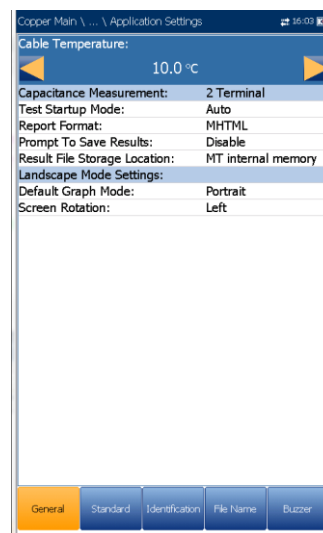 Copper Main \ ... \ Application Settings 16:03
Cable Temperature:
10.0 °C
Capacitance Measurement: 2 Terminal
Test Startup Mode: Auto
Report Format: MHTML
Prompt To Save Results: Disable
Result File Storage Location: MT internal memory
Landscape Mode Settings:
Default Graph Mode: Portrait
Screen Rotation: Left
General Standard Identification File Name Buzzer